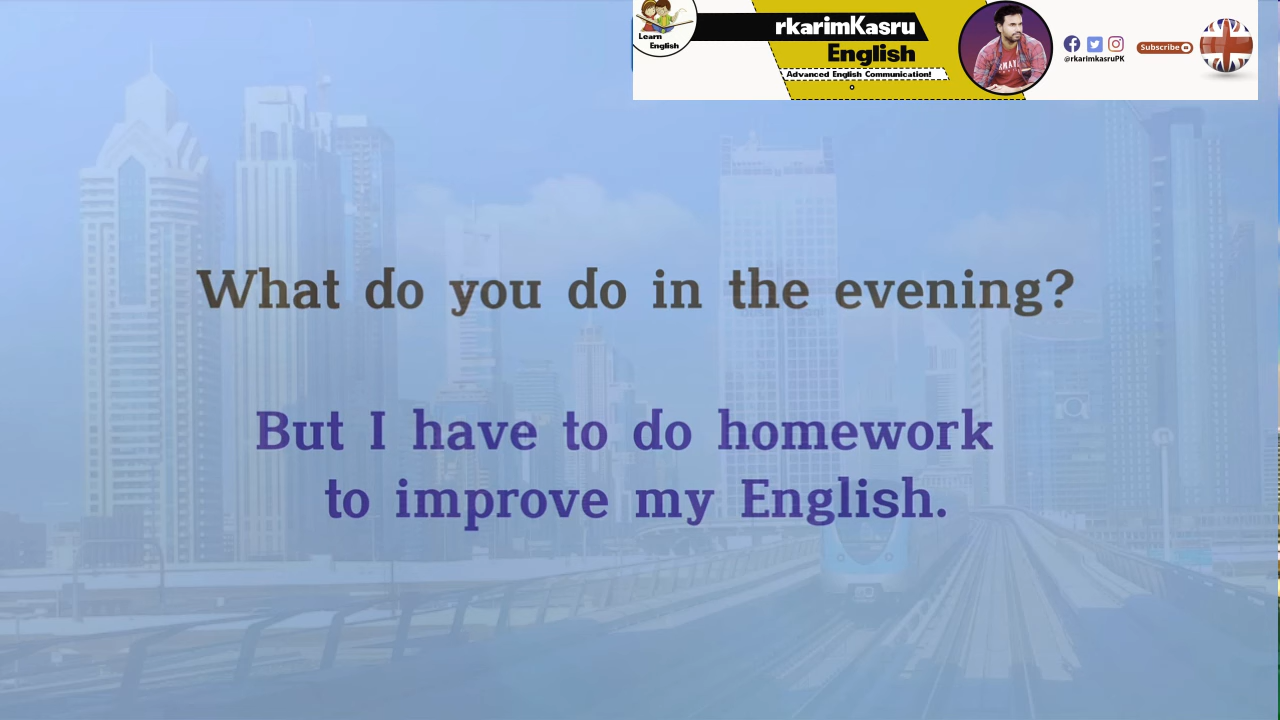 Learn
English
rkarimKasru
English
Advanced English Communication!
@rkarimkasruPK
Subscribe
What do you do in the evening?
But I have to do homework
to improve my English.